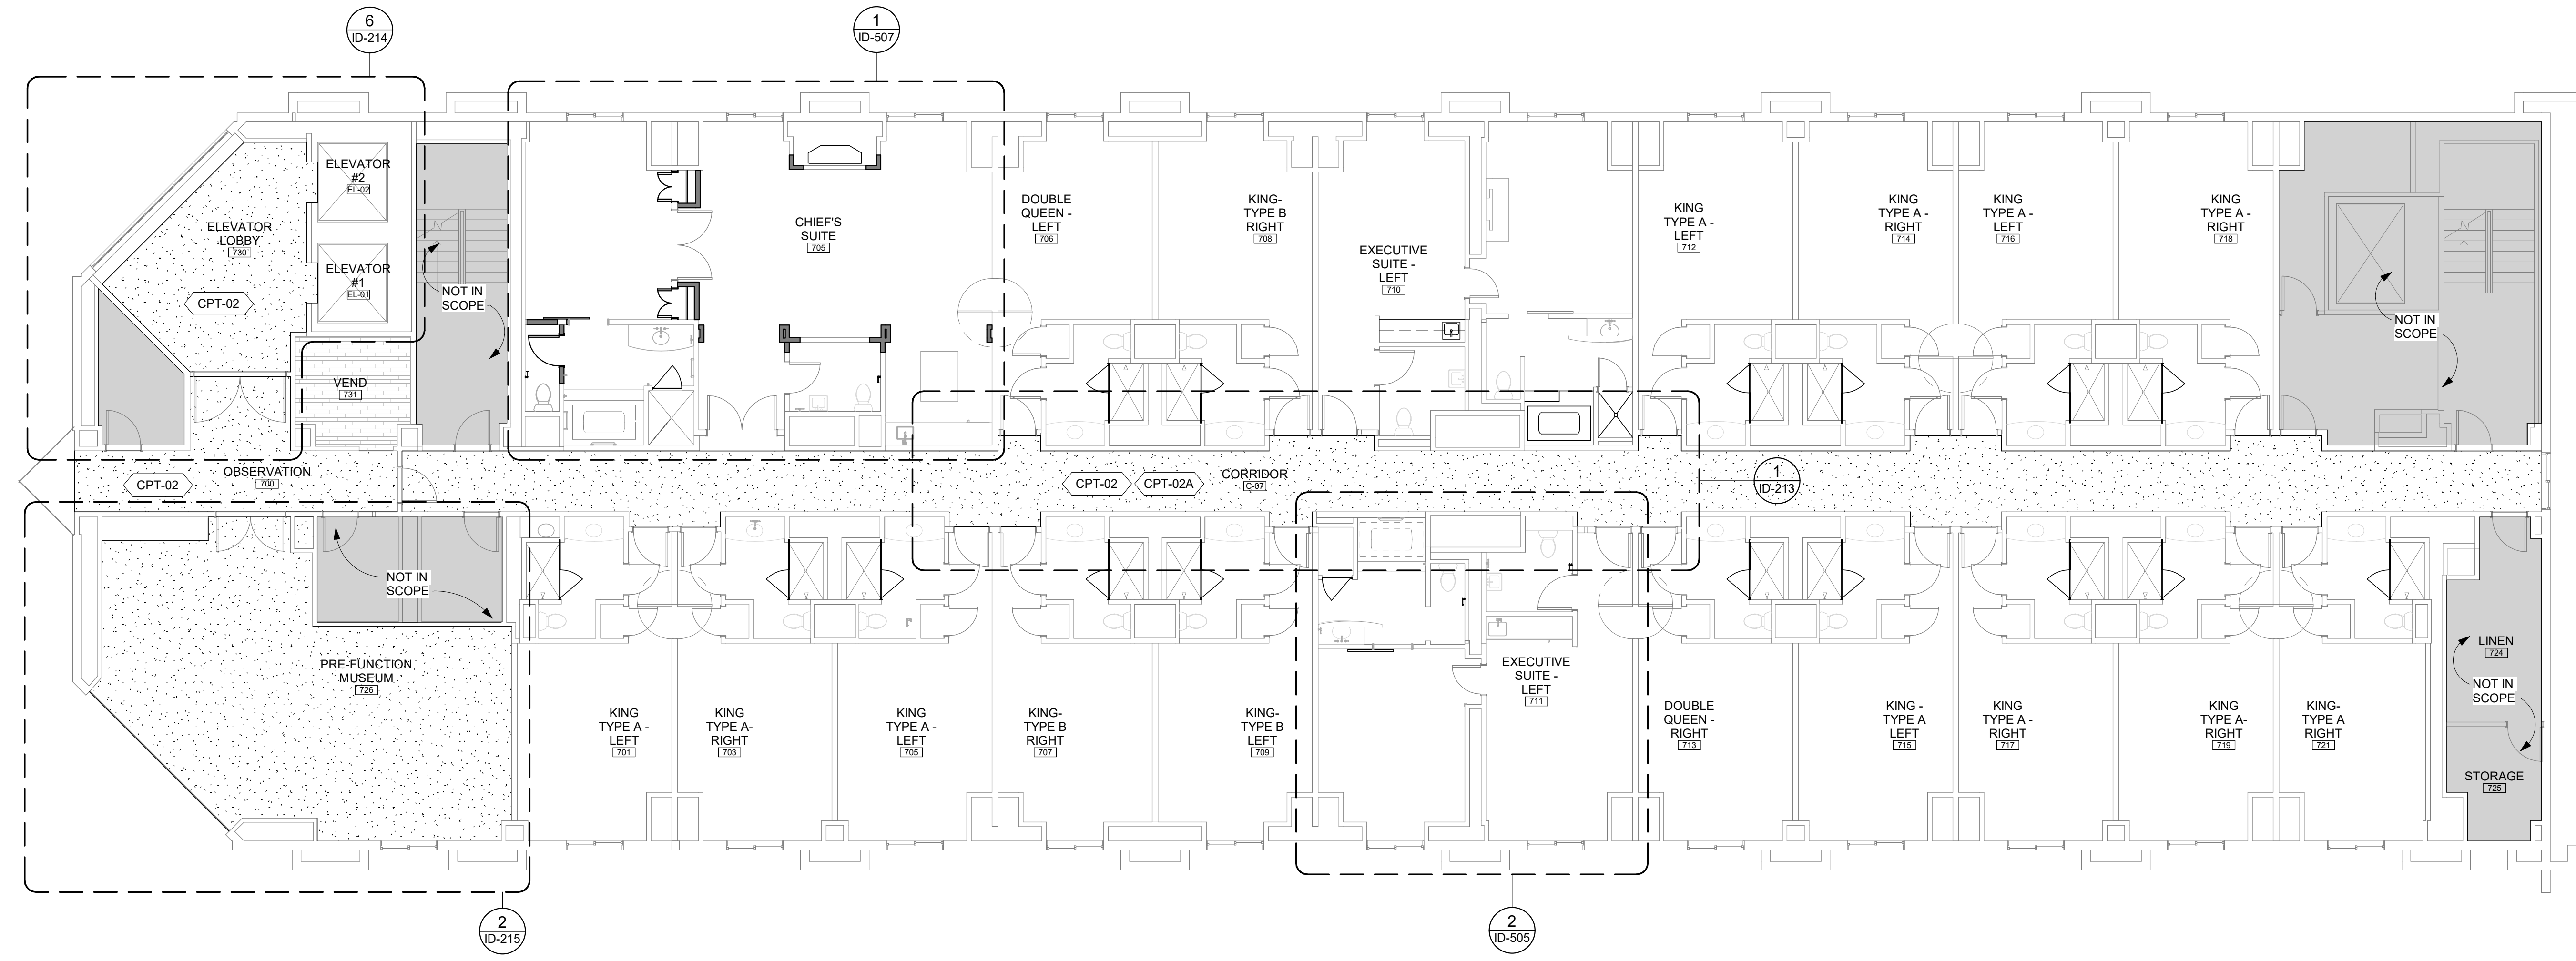 6
ID-214
1
ID-507
ELEVATOR
#2
EL-02
ELEVATOR
LOBBY
730
ELEVATOR
#1
EL-01
CPT-02
NOT IN
SCOPE
VEND
731
CHIEF'S
SUITE
705
DOUBLE
QUEEN -
LEFT
706
KING-
TYPE B
RIGHT
708
EXECUTIVE
SUITE -
LEFT
710
KING
TYPE A -
LEFT
712
KING
TYPE A -
RIGHT
714
KING
TYPE A -
LEFT
716
KING
TYPE A -
RIGHT
718
NOT IN
SCOPE
OBSERVATION
700
CPT-02
CPT-02
CPT-02A
CORRIDOR
C-07
1
ID-213
NOT IN
SCOPE
PRE-FUNCTION
MUSEUM
726
KING
TYPE A -
LEFT
701
KING
TYPE A-
RIGHT
703
KING
TYPE A -
LEFT
705
KING-
TYPE B
RIGHT
707
KING-
TYPE B
LEFT
709
EXECUTIVE
SUITE -
LEFT
711
DOUBLE
QUEEN -
RIGHT
713
KING -
TYPE A
LEFT
715
KING
TYPE A -
RIGHT
717
KING
TYPE A-
RIGHT
719
KING-
TYPE A
RIGHT
721
LINEN
724
NOT IN
SCOPE
STORAGE
725
2
ID-215
2
ID-505